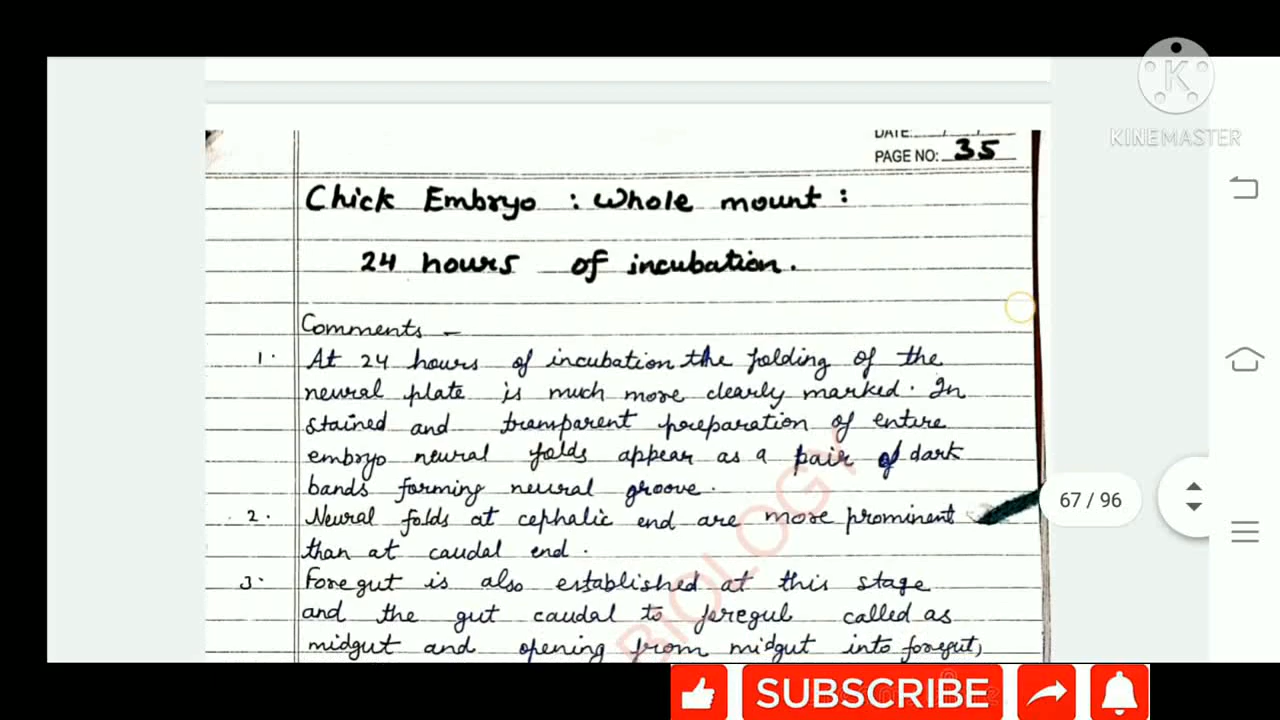 KINEMASTER
DATE: / /
PAGE NO: 35
Chick Embryo : Whole mount :
24 hours of incubation.
Comments -
1. At 24 hours of incubation the folding of the
neural plate is much more clearly marked. In
stained and transparent preparation of entire
embryo neural folds appear as a pair of dark
bands forming neural groove.
2. Neural folds at cephalic end are more prominent
than at caudal end.
3. Foregut is also established at this stage
and the gut caudal to foregut called as
midgut and opening from midgut into foregut,
BIOLOGY
67 / 96
SUBSCRIBE